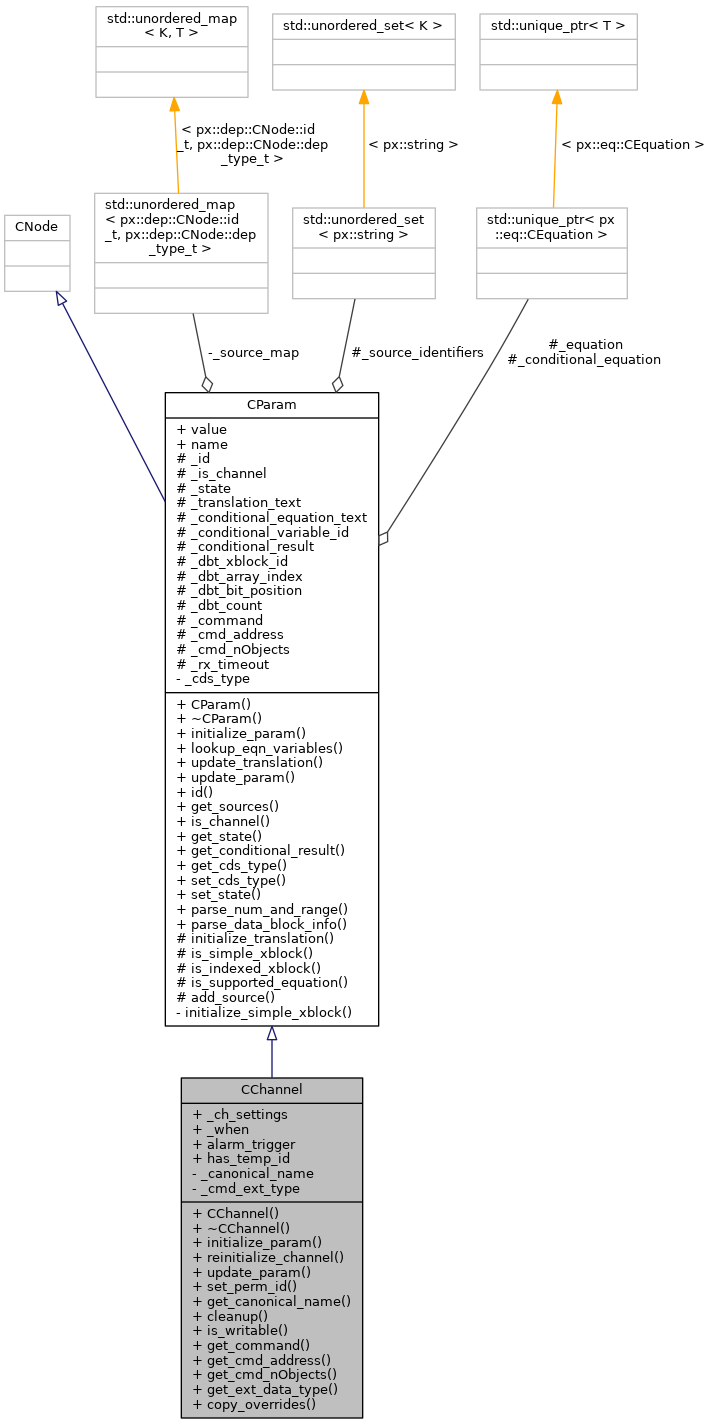 std::unordered_map
< K, T >
std::unordered_set< K >
std::unique_ptr< T >
< px::dep::CNode::id
_t, px::dep::CNode::dep
_type_t >
< px::string >
< px::eq::CEquation >
CNode
std::unordered_map
< px::dep::CNode::id
_t, px::dep::CNode::dep
_type_t >
std::unordered_set
< px::string >
std::unique_ptr< px
::eq::CEquation >
-_source_map
#_source_identifiers
#_equation
#_conditional_equation
CParam
+ value
+ name
# _id
# _is_channel
# _state
# _translation_text
# _conditional_equation_text
# _conditional_variable_id
# _conditional_result
# _dbt_xblock_id
# _dbt_array_index
# _dbt_bit_position
# _dbt_count
# _command
# _cmd_address
# _cmd_nObjects
# _rx_timeout
- _cds_type
+ CParam()
+ ~CParam()
+ initialize_param()
+ lookup_eqn_variables()
+ update_translation()
+ update_param()
+ id()
+ get_sources()
+ is_channel()
+ get_state()
+ get_conditional_result()
+ get_cds_type()
+ set_cds_type()
+ set_state()
+ parse_num_and_range()
+ parse_data_block_info()
# initialize_translation()
# is_simple_xblock()
# is_indexed_xblock()
# is_supported_equation()
# add_source()
- initialize_simple_xblock()
CChannel
+ _ch_settings
+ _when
+ alarm_trigger
+ has_temp_id
- _canonical_name
- _cmd_ext_type
+ CChannel()
+ ~CChannel()
+ initialize_param()
+ reinitialize_channel()
+ update_param()
+ set_perm_id()
+ get_canonical_name()
+ cleanup()
+ is_writable()
+ get_command()
+ get_cmd_address()
+ get_cmd_nObjects()
+ get_ext_data_type()
+ copy_overrides()